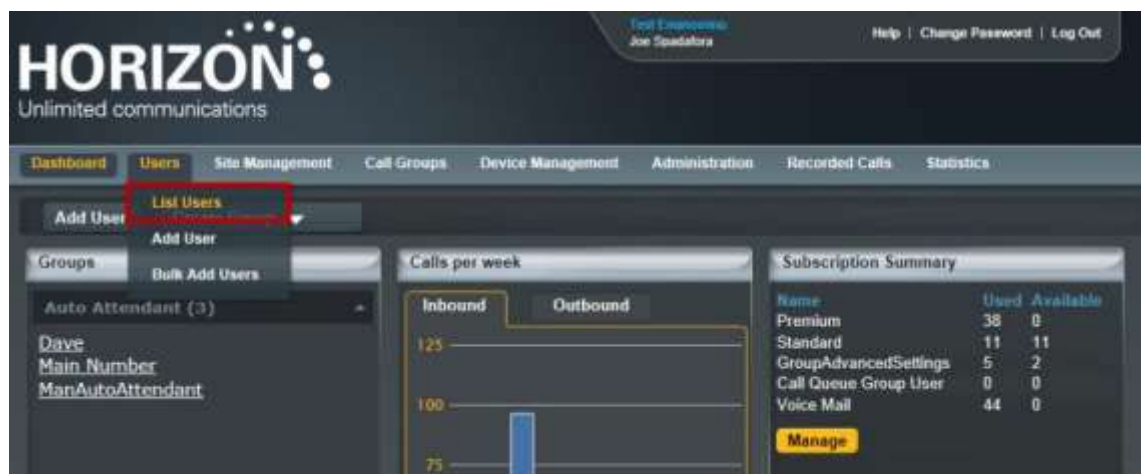 Test Engineering
Joe Spadafora
Help | Change Password | Log Out
HORIZON
Unlimited communications
Dashboard Users Site Management Call Groups Device Management Administration Recorded Calls Statistics
List Users
Add User
Add User
Bulk Add Users
Groups
Auto Attendant (3)
Dave
Main Number
ManAutoAttendant
Calls per week
Inbound Outbound
125
100
75
Subscription Summary
Name Used Available
Premium 38 0
Standard 11 11
GroupAdvancedSettings 5 2
Call Queue Group User 0 0
Voice Mail 44 0
Manage